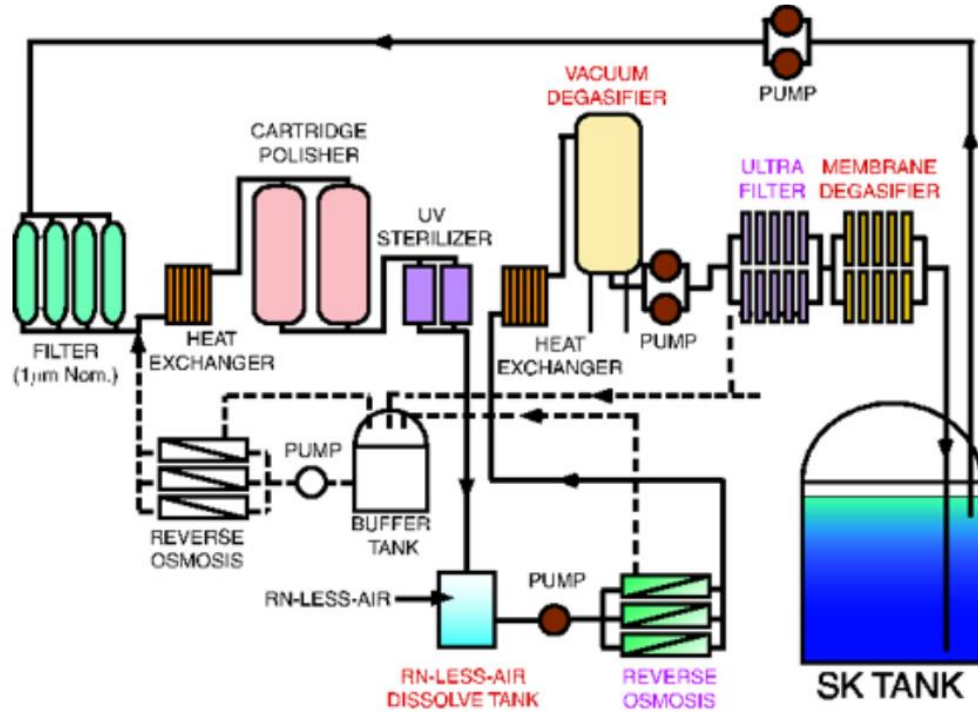 PUMP
VACUUM
DEGASIFIER
CARTRIDGE
POLISHER
ULTRA
FILTER
MEMBRANE
DEGASIFIER
UV
STERILIZER
FILTER
(1µm Nom.)
HEAT
EXCHANGER
HEAT
EXCHANGER
PUMP
PUMP
REVERSE
OSMOSIS
BUFFER
TANK
RN-LESS-AIR
PUMP
RN-LESS-AIR
DISSOLVE TANK
REVERSE
OSMOSIS
SK TANK